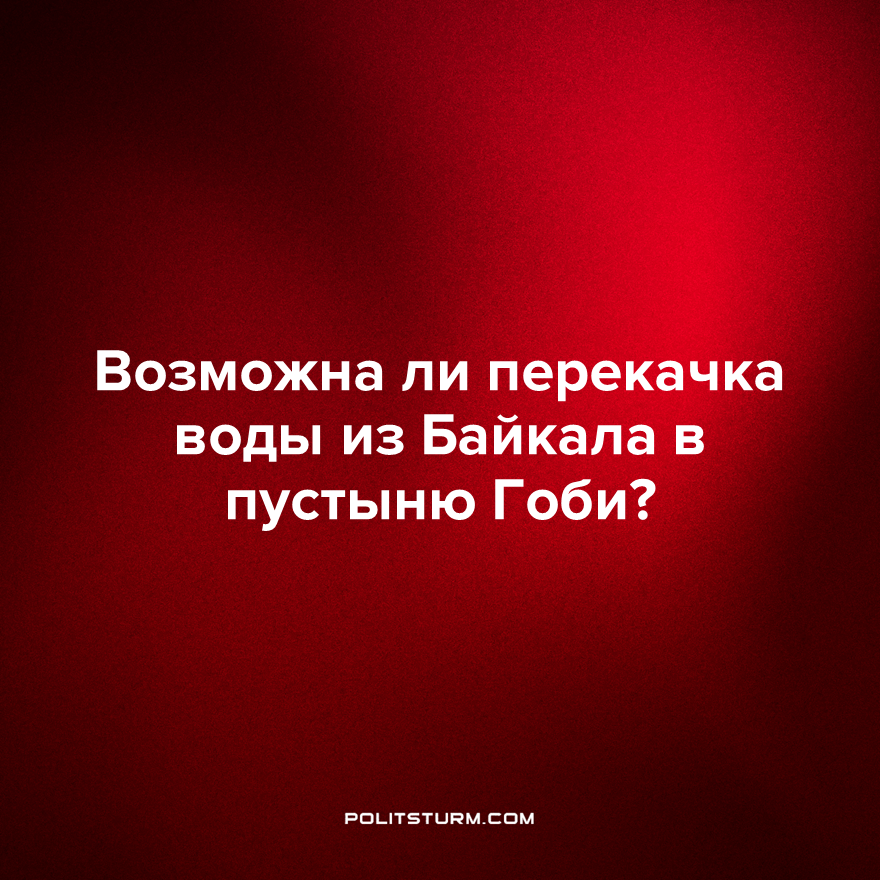 Возможна ли перекачка
воды из Байкала в
пустыню Гоби?
POLITSTURM.COM